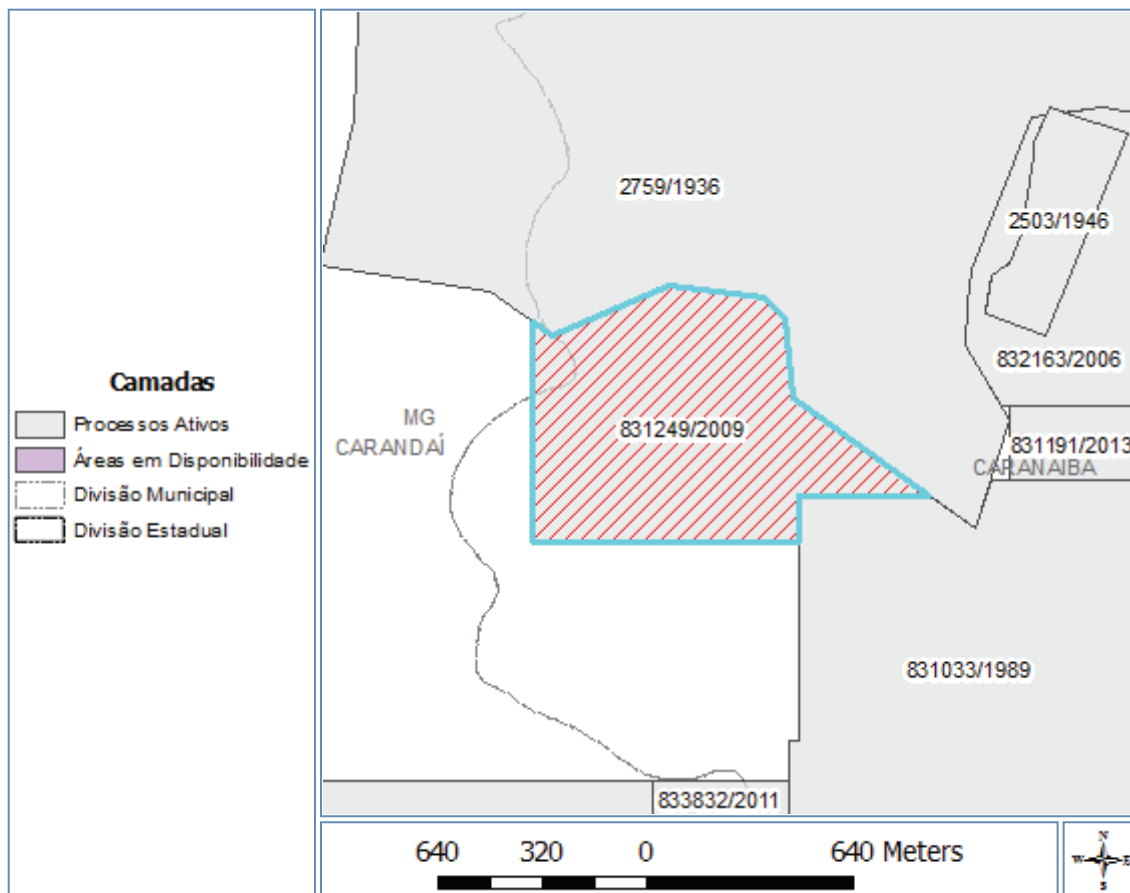 Camadas
Processos Ativos
Áreas em Disponibilidade
Divisão Municipal
Divisão Estadual
2759/1936
2503/1946
832163/2006
MG
CARANDAÍ
831249/2009
831191/2013
CARANAIBA
831033/1989
833832/2011
640 320 0 640 Meters
N
W E
S